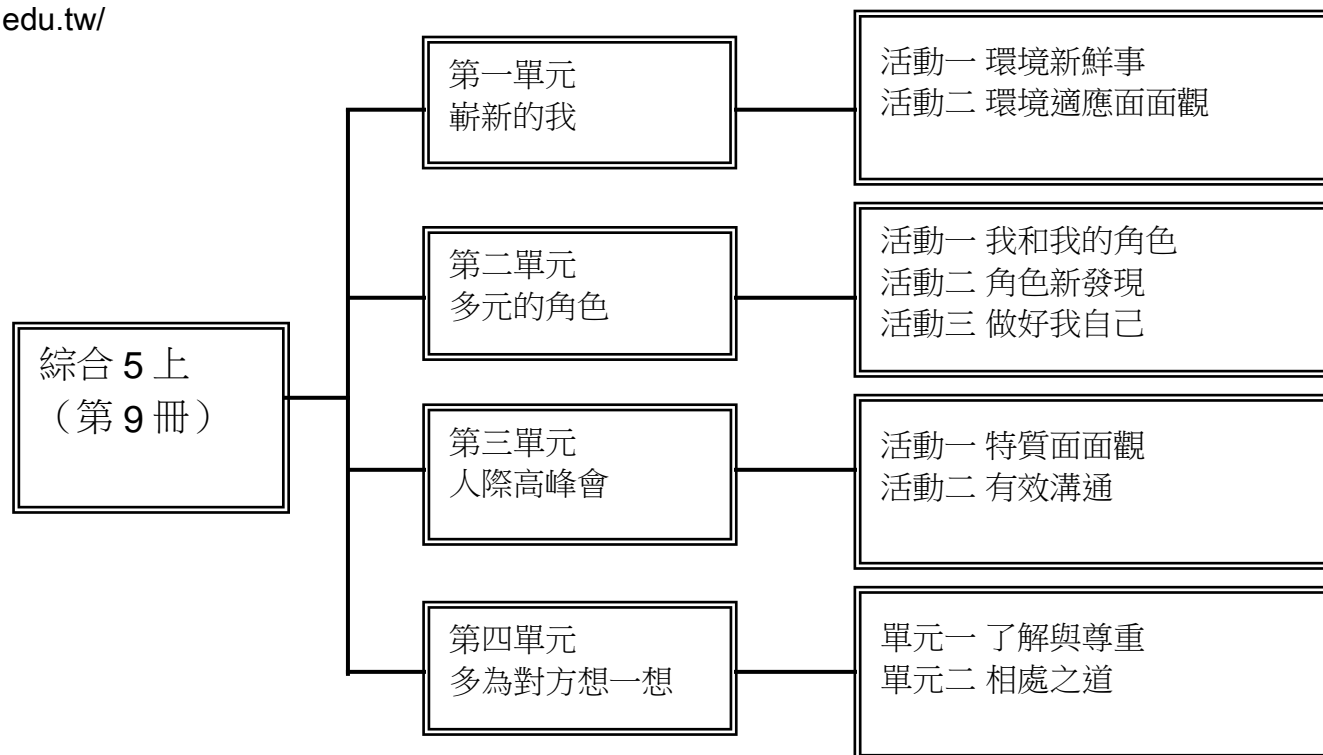 edu.tw/
綜合 5 上
（第 9 冊）
第一單元
嶄新的我
活動一 環境新鮮事
活動二 環境適應面面觀
第二單元
多元的角色
活動一 我和我的角色
活動二 角色新發現
活動三 做好我自己
第三單元
人際高峰會
活動一 特質面面觀
活動二 有效溝通
第四單元
多為對方想一想
單元一 了解與尊重
單元二 相處之道